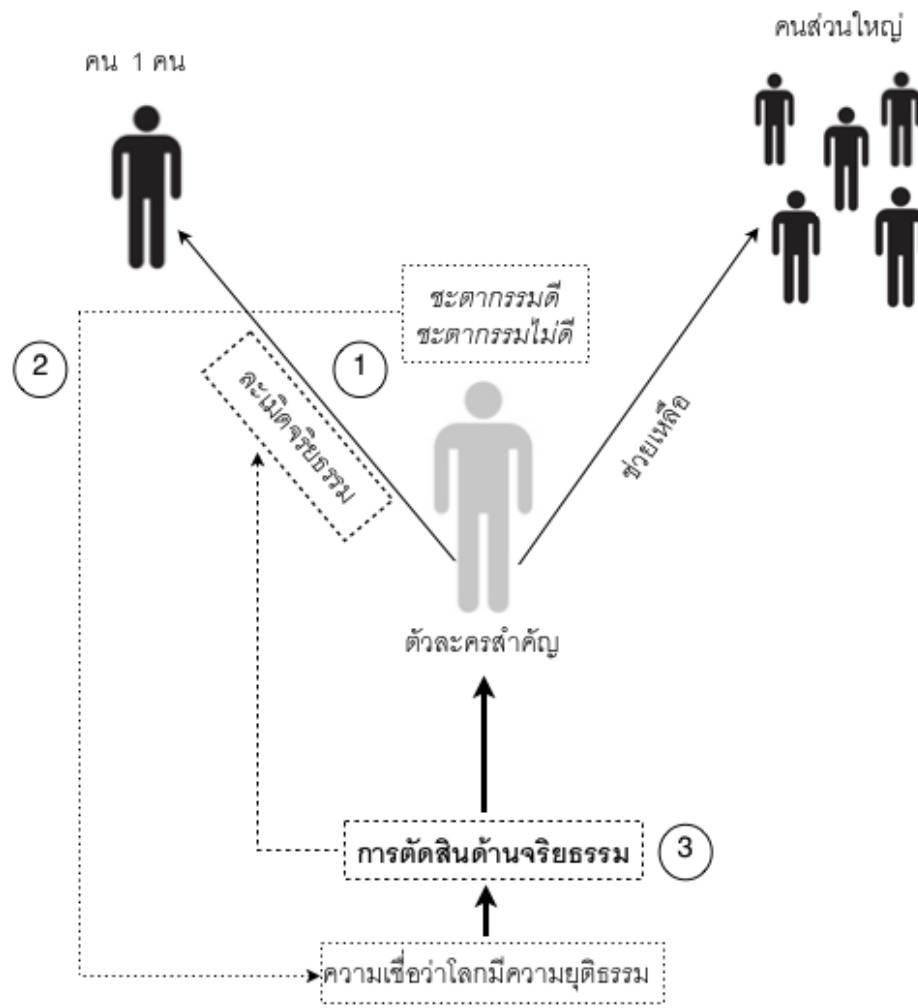 คนส่วนใหญ่
คน 1 คน
ชะตากรรมดี
ชะตากรรมไม่ดี
2
1
ละเมิดจริยธรรม
ช่วยเหลือ
ตัวละครสำคัญ
การตัดสินด้านจริยธรรม
3
ความเชื่อว่าโลกมีความยุติธรรม